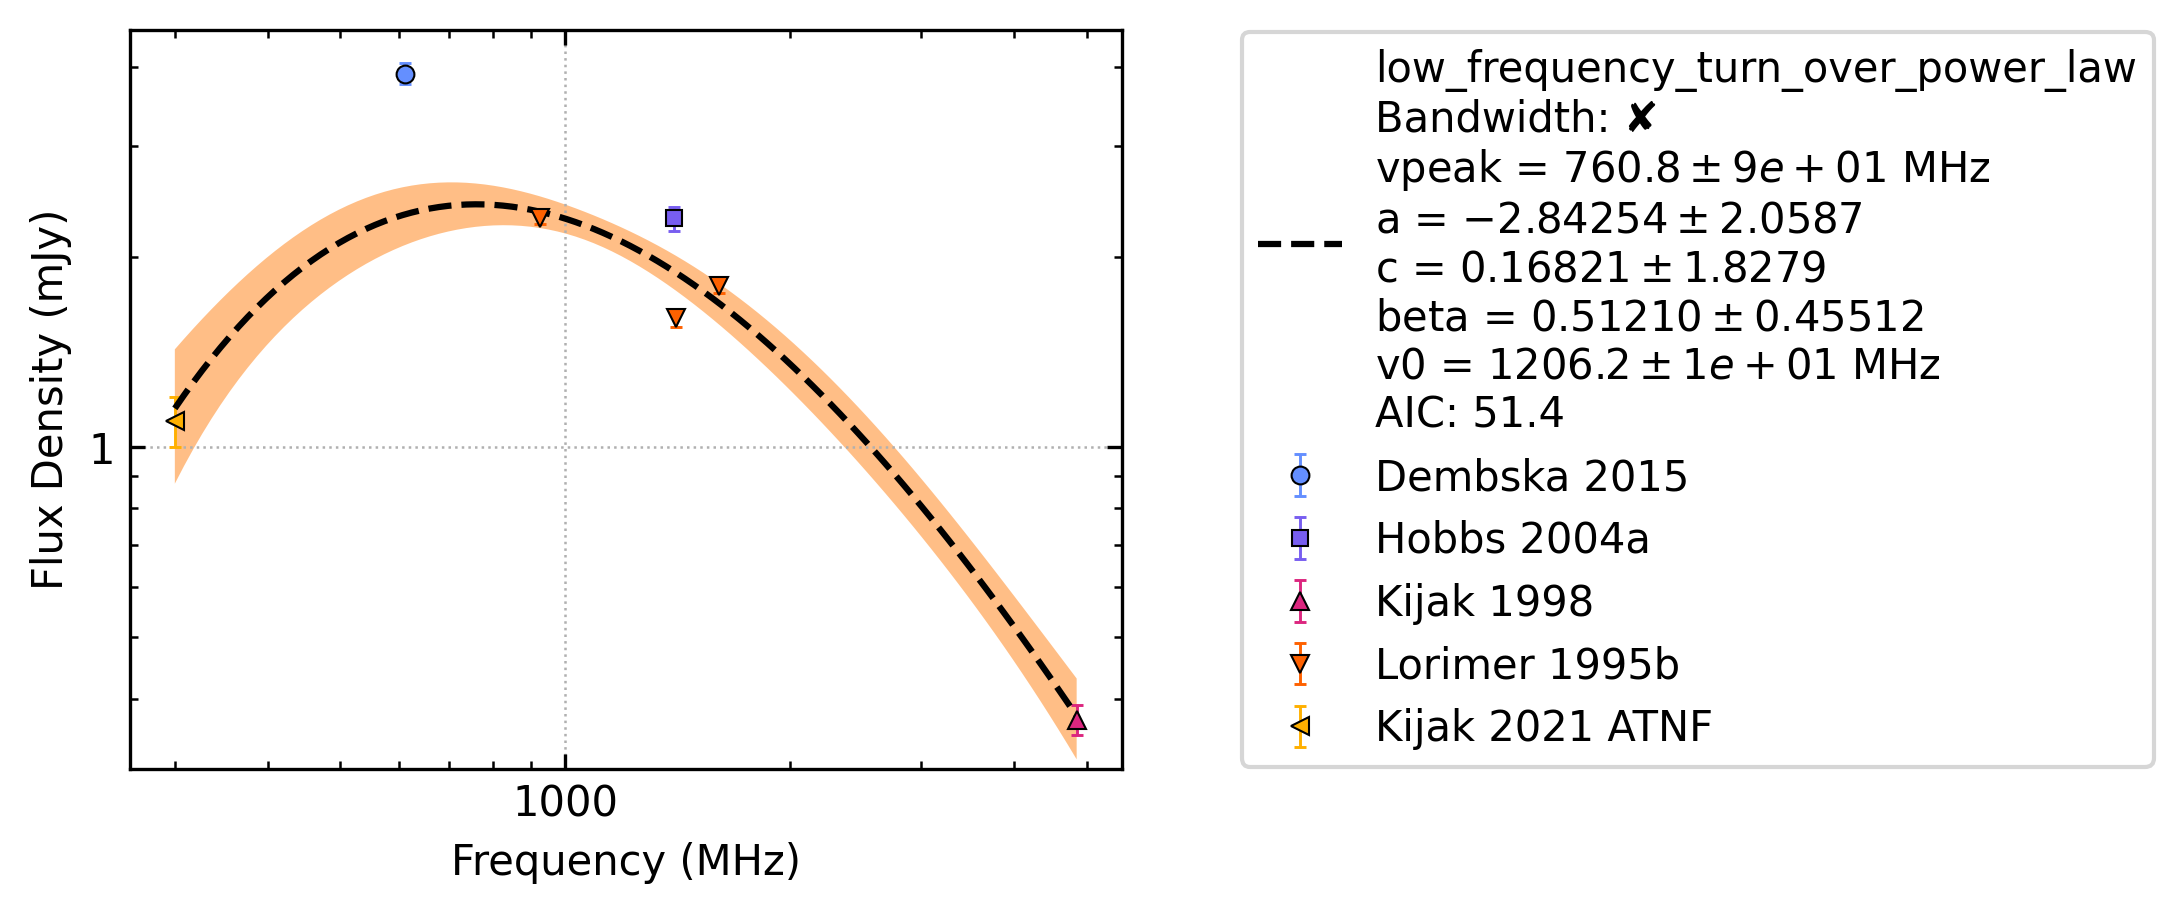 Flux Density (mJy)
1
1000
Frequency (MHz)
low_frequency_turn_over_power_law
Bandwidth: ✘
vpeak = 760.8 ± 9e + 01 MHz
a = −2.84254 ± 2.0587
c = 0.16821 ± 1.8279
beta = 0.51210 ± 0.45512
v0 = 1206.2 ± 1e + 01 MHz
AIC: 51.4
Dembska 2015
Hobbs 2004a
Kijak 1998
Lorimer 1995b
Kijak 2021 ATNF